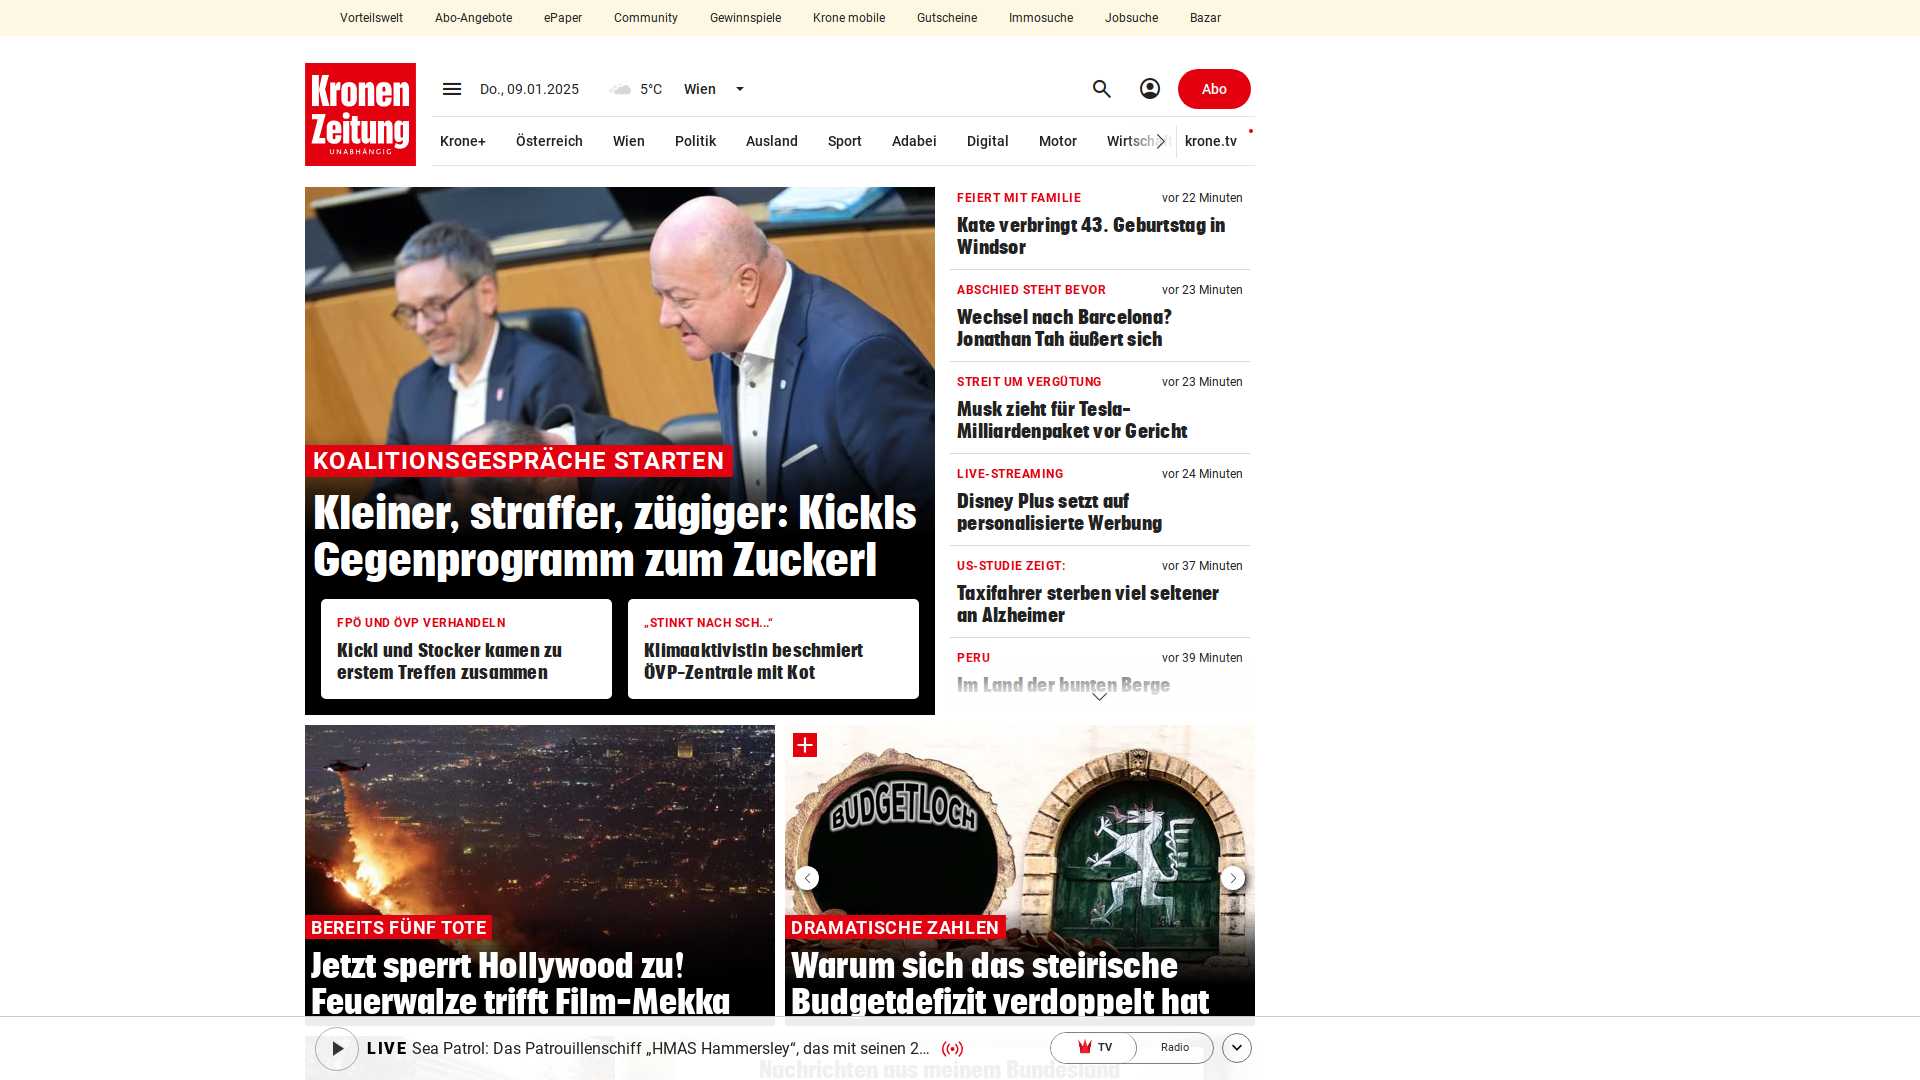 Vorteilswelt Abo-Angebote ePaper Community Gewinnspiele Krone mobile Gutscheine Immosuche Jobsuche Bazar
Kronen
Zeitung
UNABHÄNGIG
Do., 09.01.2025 5°C Wien
Abo
Krone+ Österreich Wien Politik Ausland Sport Adabei Digital Motor krone.tv
KOALITIONSGESPRÄCHE STARTEN
Kleiner, straffer, zügiger: Kickls
Gegenprogramm zum Zuckerl
FPÖ UND ÖVP VERHANDELN
Kickl und Stocker kamen zu
erstem Treffen zusammen
„STINKT NACH SCH...“
Klimaaktivistin beschmiert
ÖVP-Zentrale mit Kot
FEIERT MIT FAMILIE vor 22 Minuten
Kate verbringt 43. Geburtstag in
Windsor
ABSCHIED STEHT BEVOR vor 23 Minuten
Wechsel nach Barcelona?
Jonathan Tah äußert sich
STREIT UM VERGÜTUNG vor 23 Minuten
Musk zieht für Tesla-
Milliardenpaket vor Gericht
LIVE-STREAMING vor 24 Minuten
Disney Plus setzt auf
personalisierte Werbung
US-STUDIE ZEIGT: vor 37 Minuten
Taxifahrer sterben viel seltener
an Alzheimer
PERU vor 39 Minuten
Im Land der bunten Berge
BEREITS FÜNF TOTE
Jetzt sperrt Hollywood zu!
Feuerwalze trifft Film-Mekka
BUDGETLOCH
DRAMATISCHE ZAHLEN
Warum sich das steirische
Budgetdefizit verdoppelt hat
LIVE Sea Patrol: Das Patrouillenschiff „HMAS Hammersley“, das mit seinen 2...
TV Radio
Nachrichten aus meinem Bundesland